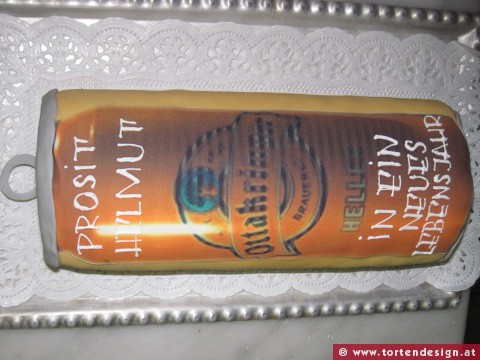 PROSIT
HELMUT
Ottakringer
BRAUEREI
HELLES
IN EIN
NEUES
LEBENSJAHR
© www.tortendesign.at